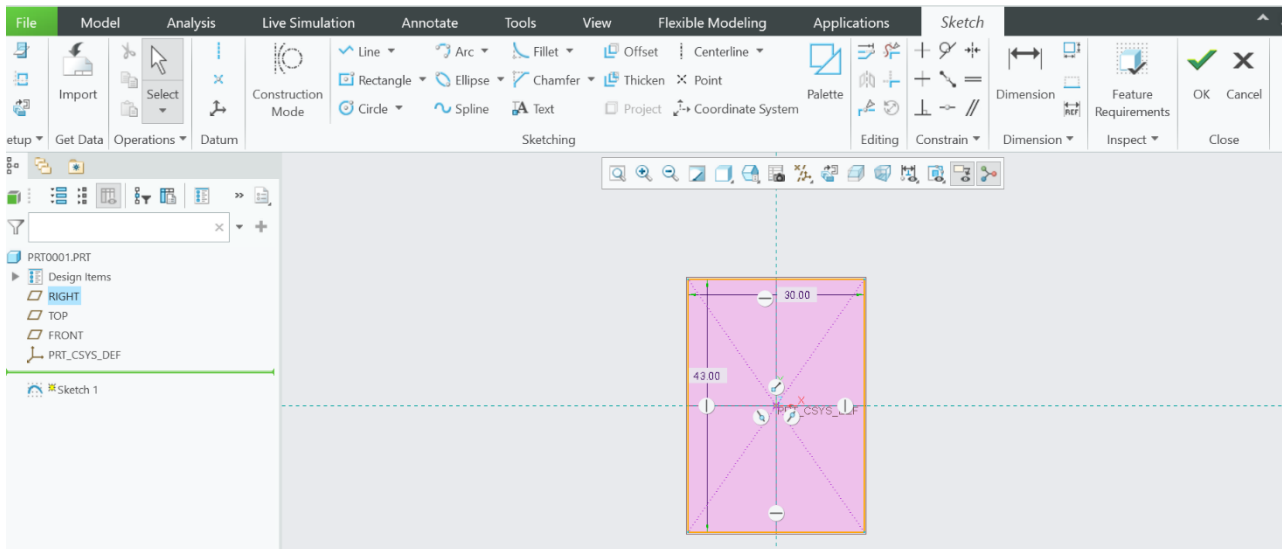 File Model Analysis Live Simulation Annotate Tools View Flexible Modeling Applications Sketch
Line Arc Fillet Offset Centerline
Rectangle Ellipse Chamfer Thicken Point
Circle Spline Text Project Coordinate System
Import Select Construction Mode Palette Dimension Feature Requirements OK Cancel
REF
etup Get Data Operations Datum Sketching Editing Constrain Dimension Inspect Close
PRT0001.PRT
Design Items
RIGHT
TOP
FRONT
PRT_CSYS_DEF
Sketch 1
30.00
43.00
X